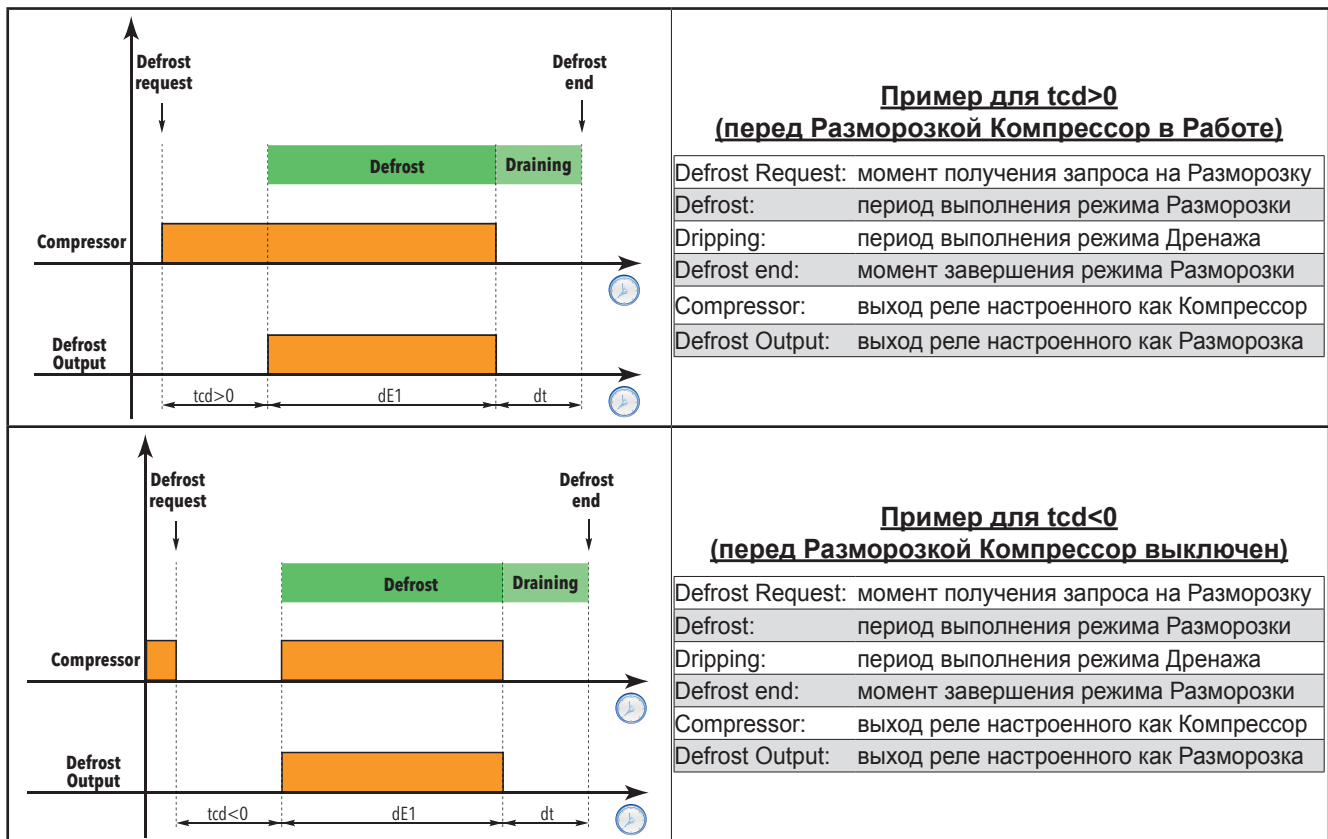 Defrost
request
Defrost
end
Defrost
Draining
Compressor
Defrost
Output
tcd>0
dE1
dt
Пример для tcd>0
(перед Разморозкой Компрессор в Работе)
Defrost Request: момент получения запроса на Разморозку
Defrost: период выполнения режима Разморозки
Dripping: период выполнения режима Дренажа
Defrost end: момент завершения режима Разморозки
Compressor: выход реле настроенного как Компрессор
Defrost Output: выход реле настроенного как Разморозка
Defrost
request
Defrost
end
Defrost
Draining
Compressor
Defrost
Output
tcd<0
dE1
dt
Пример для tcd<0
(перед Разморозкой Компрессор выключен)
Defrost Request: момент получения запроса на Разморозку
Defrost: период выполнения режима Разморозки
Dripping: период выполнения режима Дренажа
Defrost end: момент завершения режима Разморозки
Compressor: выход реле настроенного как Компрессор
Defrost Output: выход реле настроенного как Разморозка